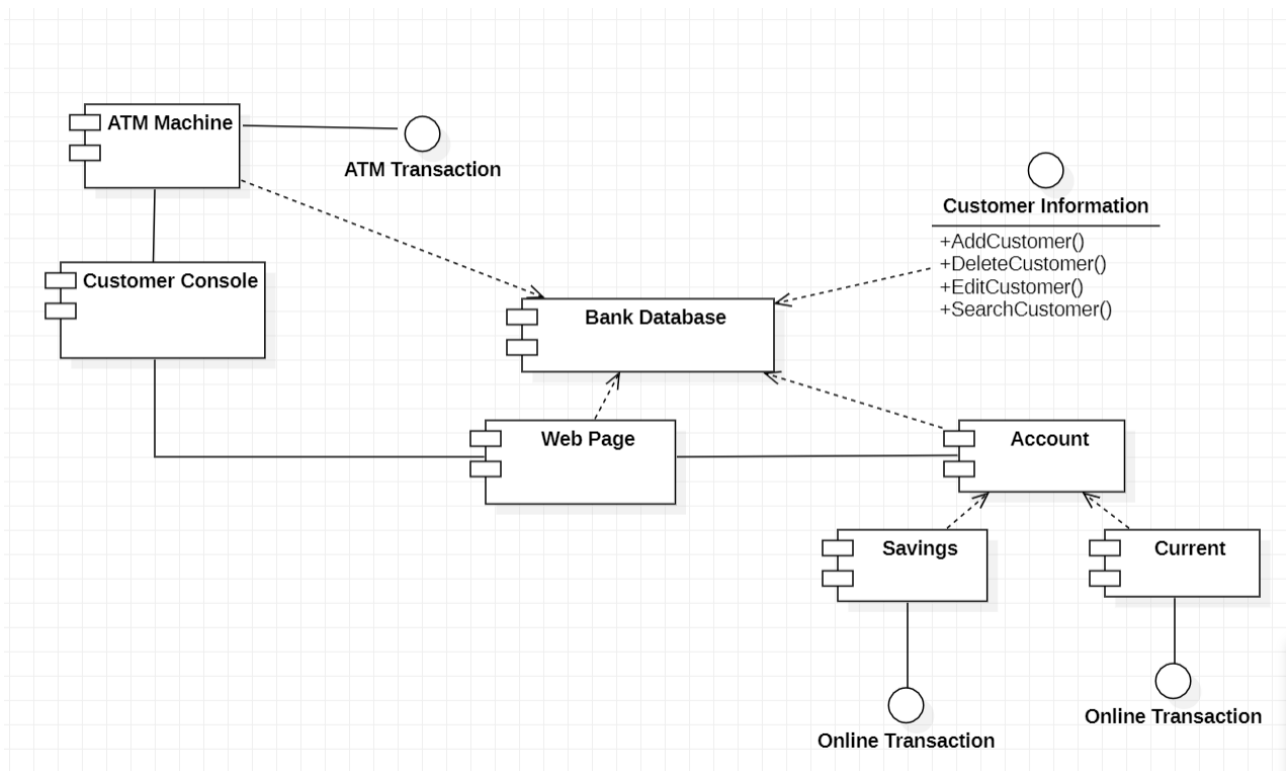 ATM Machine
ATM Transaction
Customer Information
+AddCustomer()
+DeleteCustomer()
+EditCustomer()
+SearchCustomer()
Customer Console
Bank Database
Web Page
Account
Savings
Current
Online Transaction
Online Transaction